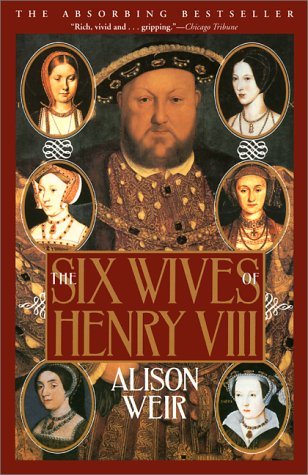 THE ABSORBING BESTSELLER
"Rich, vivid and . . . gripping." —Chicago Tribune
THE SIX WIVES OF
HENRY VIII
ALISON
WEIR